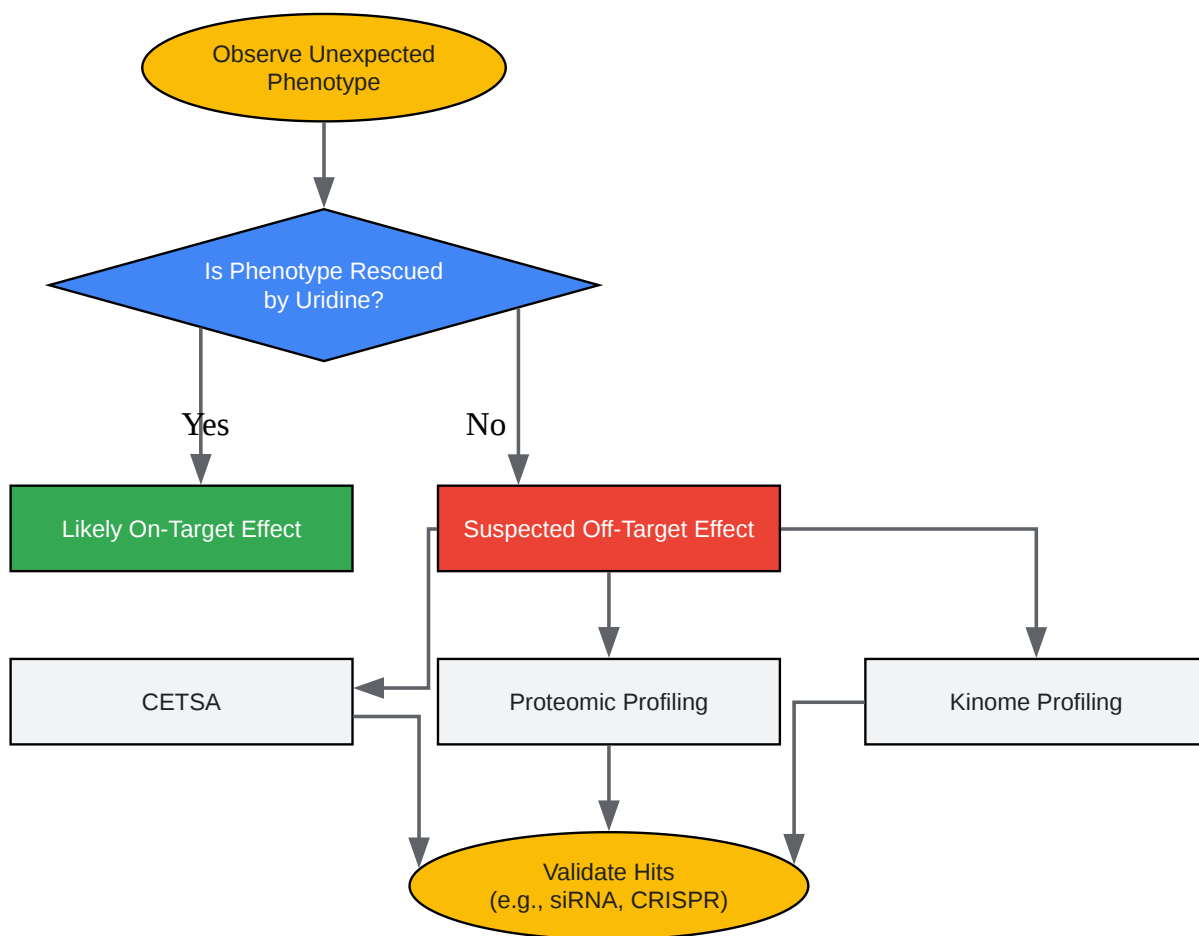 Observe Unexpected
Phenotype
Is Phenotype Rescued
by Uridine?
Yes
No
Likely On-Target Effect
Suspected Off-Target Effect
CETSA
Proteomic Profiling
Kinome Profiling
Validate Hits
(e.g., siRNA, CRISPR)